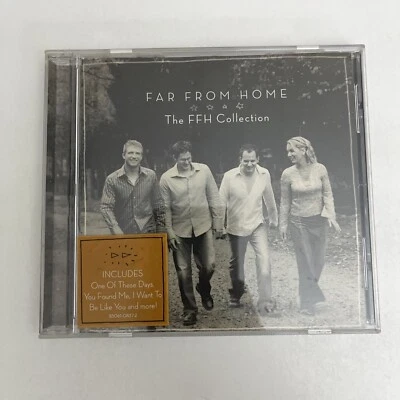 FAR FROM HOME
The FFH Collection
INCLUDES
One Of These Days
You Found Me, I Want To
Be Like You and more!